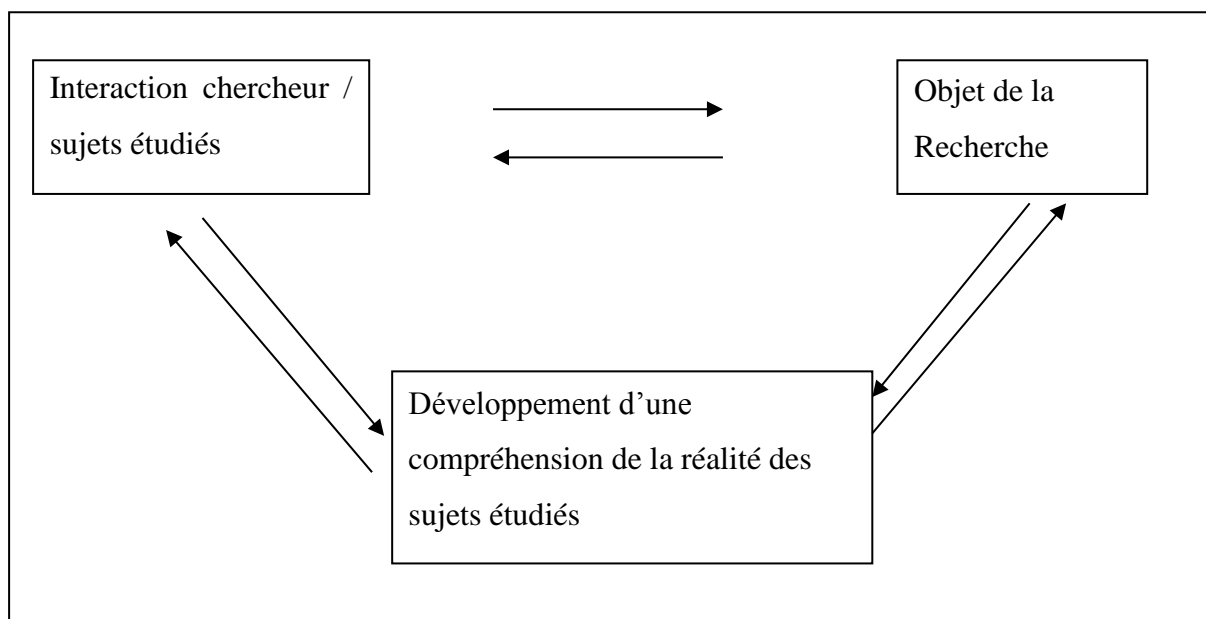 Interaction chercheur /
sujets étudiés
Objet de la
Recherche
Développement d’une
compréhension de la réalité des
sujets étudiés